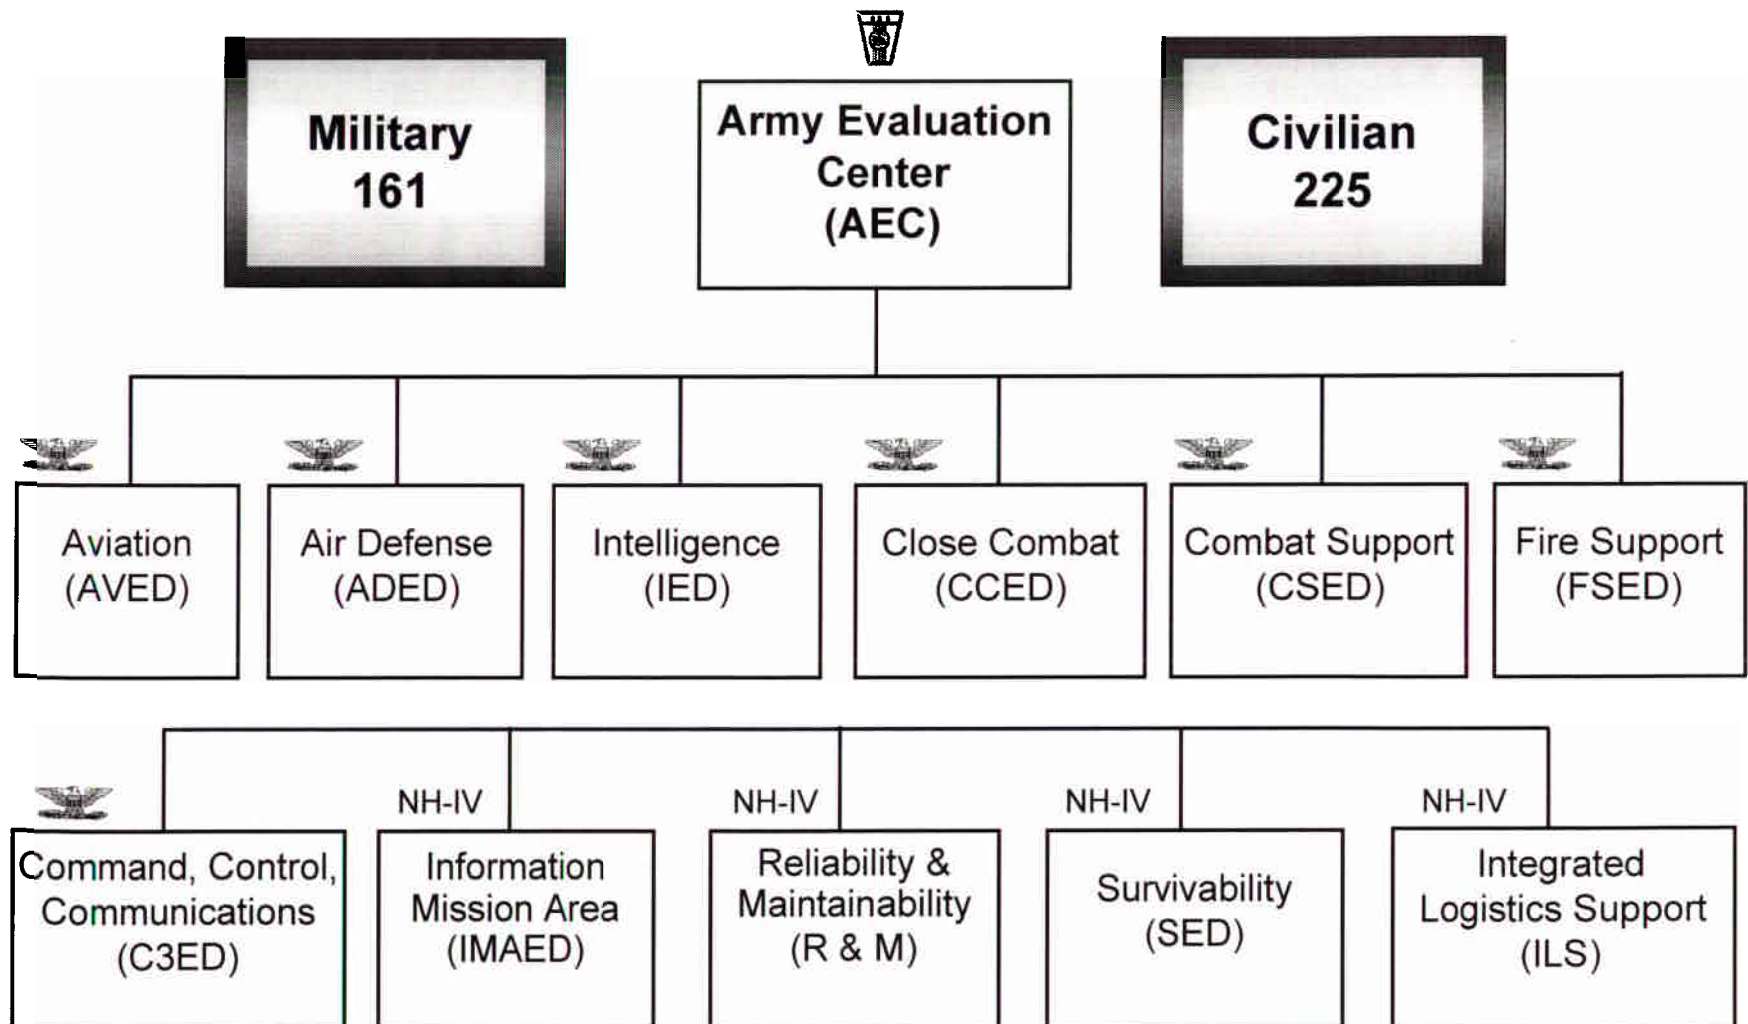 Military
161
Army Evaluation
Center
(AEC)
Civilian
225
Aviation
(AVED)
Air Defense
(ADED)
Intelligence
(IED)
Close Combat
(CCED)
Combat Support
(CSED)
Fire Support
(FSED)
Command, Control,
Communications
(C3ED)
NH-IV
Information
Mission Area
(IMAED)
NH-IV
Reliability &
Maintainability
(R & M)
NH-IV
Survivability
(SED)
NH-IV
Integrated
Logistics Support
(ILS)